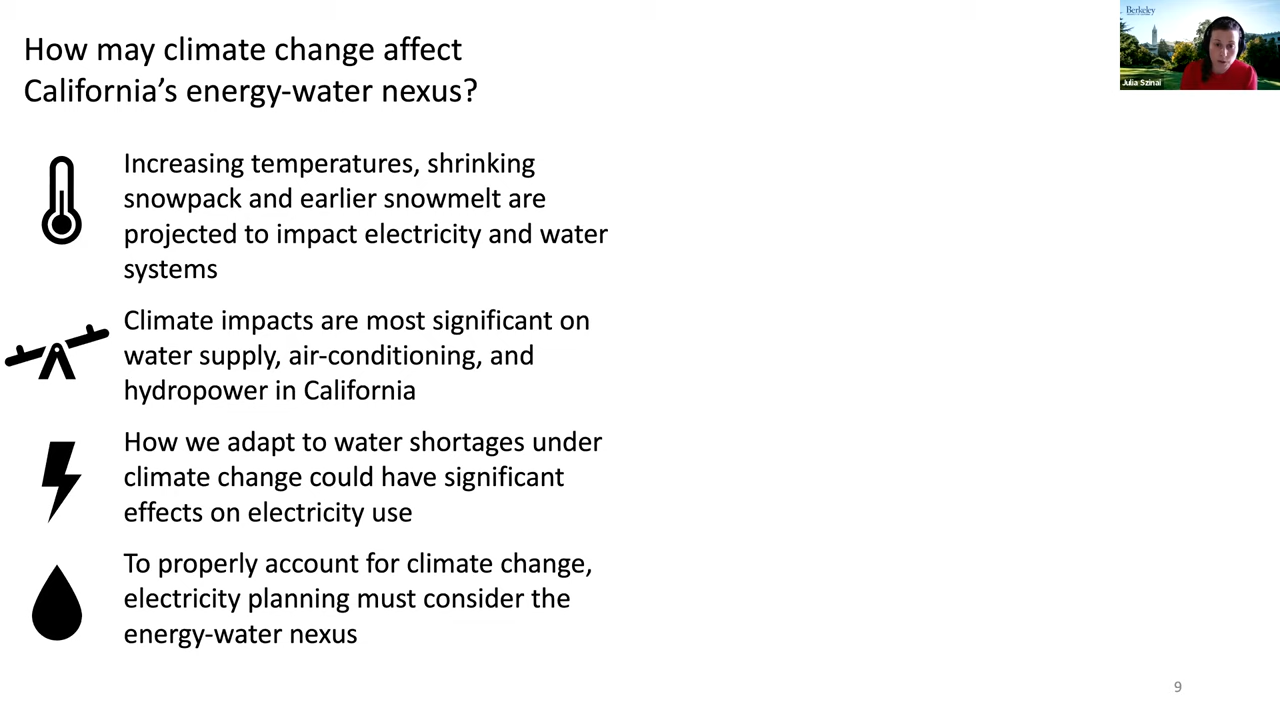 How may climate change affect
California's energy-water nexus?
Increasing temperatures, shrinking
snowpack and earlier snowmelt are
projected to impact electricity and water
systems
Climate impacts are most significant on
water supply, air-conditioning, and
hydropower in California
How we adapt to water shortages under
climate change could have significant
effects on electricity use
To properly account for climate change,
electricity planning must consider the
energy-water nexus
Berkeley
Julia Szinai
9